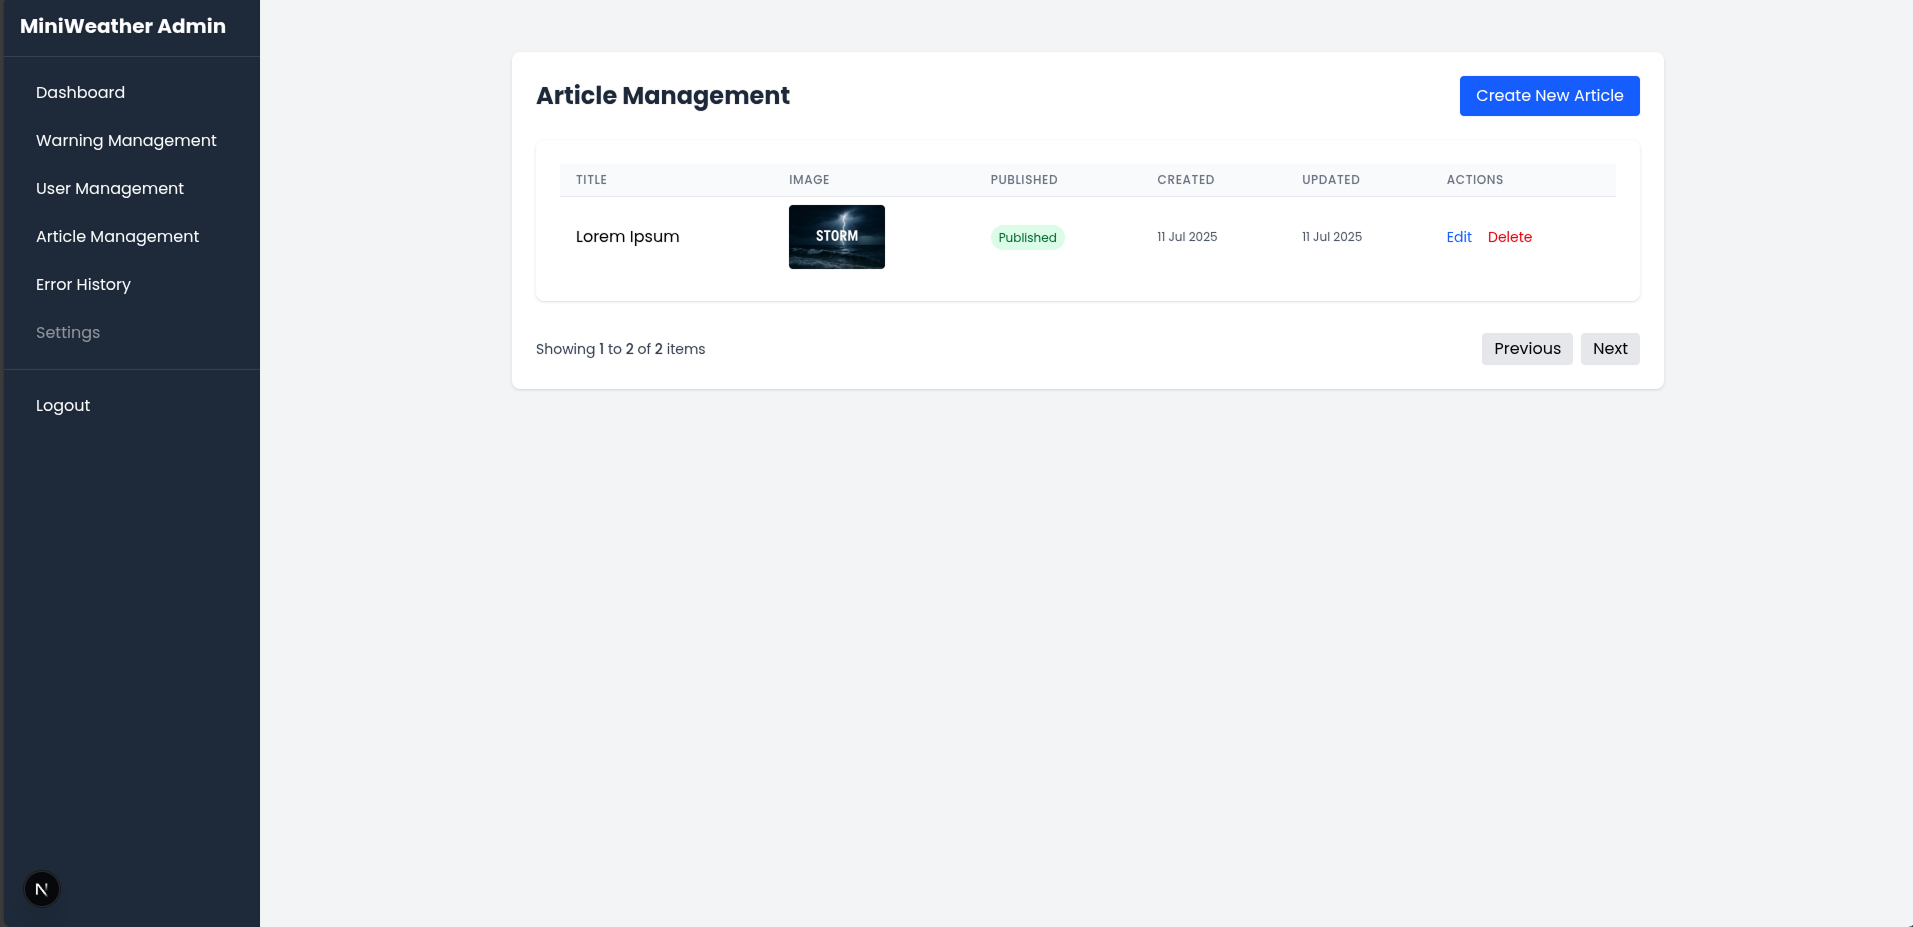 MiniWeather Admin
Dashboard
Warning Management
User Management
Article Management
Error History
Settings
Logout
N
Article Management
Create New Article
TITLE IMAGE PUBLISHED CREATED UPDATED ACTIONS
Lorem Ipsum STORM Published 11 Jul 2025 11 Jul 2025 Edit Delete
Showing 1 to 2 of 2 items
Previous Next